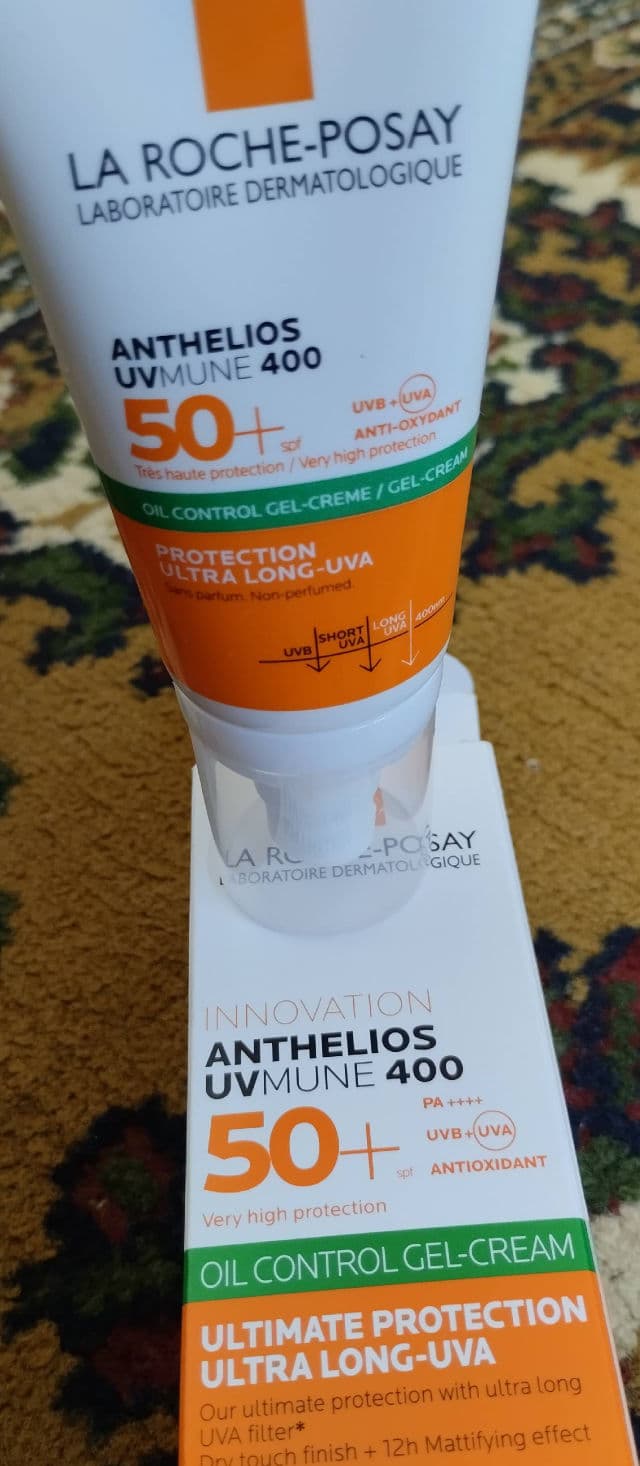 LA ROCHE-POSAY
LABORATOIRE DERMATOLOGIQUE
ANTHELIOS
UVMUNE 400
50+ spf
UVB + UVA
ANTI-OXYDANT
Très haute protection / Very high protection
OIL CONTROL GEL-CREME / GEL-CREAM
PROTECTION
ULTRA LONG-UVA
Sans parfum. Non-perfumed.
UVB
SHORT UVA
LONG UVA
400nm
LA ROCHE-POSAY
LABORATOIRE DERMATOLOGIQUE
INNOVATION
ANTHELIOS
UVMUNE 400
50+ spf
PA ++++
UVB + UVA
ANTIOXIDANT
Very high protection
OIL CONTROL GEL-CREAM
ULTIMATE PROTECTION
ULTRA LONG-UVA
Our ultimate protection with ultra long
UVA filter*
Dry touch finish + 12h Mattifying effect